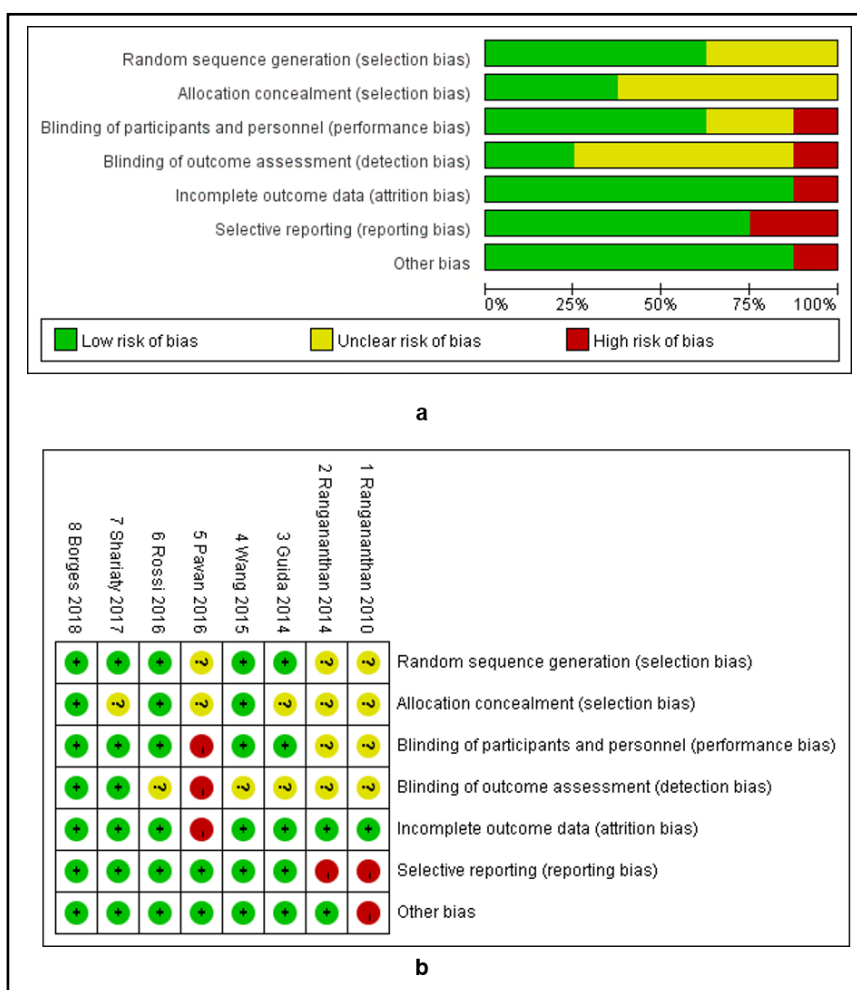 Random sequence generation (selection bias)
Allocation concealment (selection bias)
Blinding of participants and personnel (performance bias)
Blinding of outcome assessment (detection bias)
Incomplete outcome data (attrition bias)
Selective reporting (reporting bias)
Other bias
0% 25% 50% 75% 100%
Low risk of bias Unclear risk of bias High risk of bias
a
8 Borges 2018
7 Shariaty 2017
6 Rossi 2016
5 Pavan 2016
4 Wang 2015
3 Guida 2014
2 Rangananthan 2014
1 Rangananthan 2010
+ + + ? + + ? ? Random sequence generation (selection bias)
+ ? + ? + ? ? ? Allocation concealment (selection bias)
+ + + - + + ? ? Blinding of participants and personnel (performance bias)
+ + ? - ? ? ? ? Blinding of outcome assessment (detection bias)
+ + + - + + + + Incomplete outcome data (attrition bias)
+ + + + + + - - Selective reporting (reporting bias)
+ + + + + + + - Other bias
b